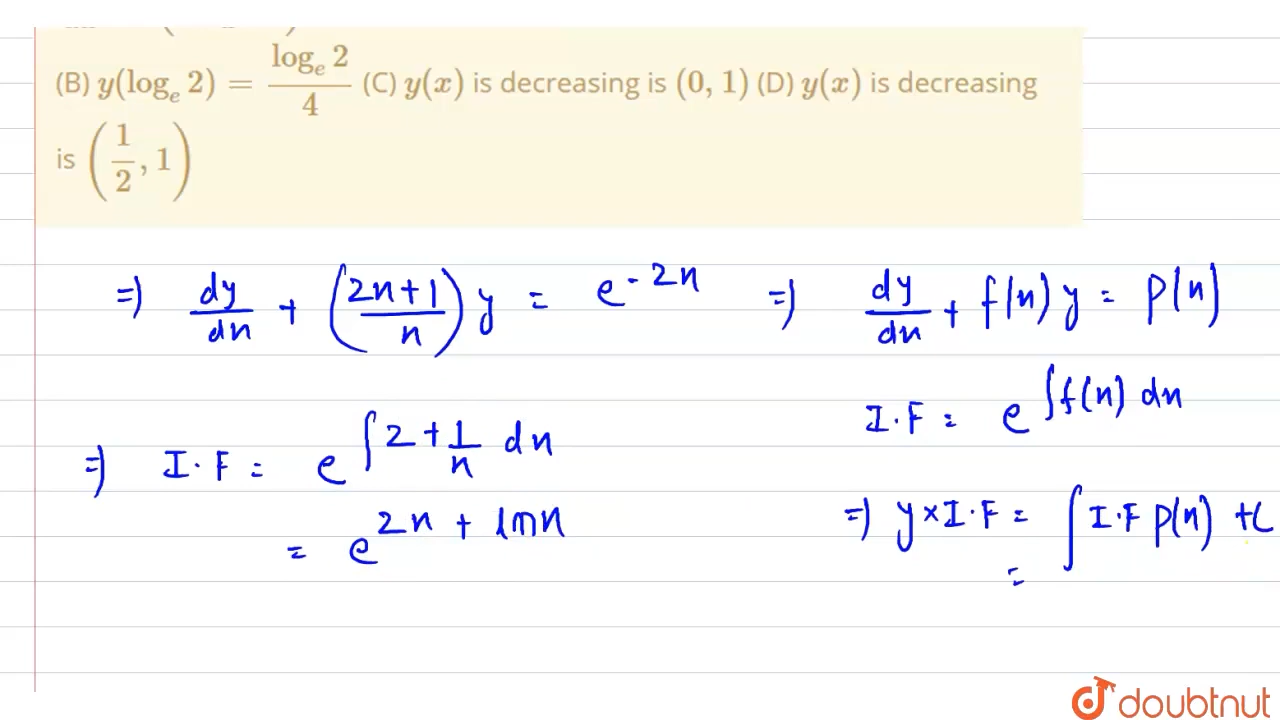 (B) y(logₑ 2) = logₑ 2 / 4 (C) y(x) is decreasing is (0, 1) (D) y(x) is decreasing
is (1/2, 1)
⇒) dy/dn + ((2n+1)/n) y = e^(-2n) ⇒) dy/dn + f(n) y = P(n)
I.F = e^(∫f(n) dn)
⇒) I.F = e^(∫2 + 1/n dn)
= e^(2n + lnn)
⇒) y × I.F = ∫ I.F P(n) + C
=
doubtnut